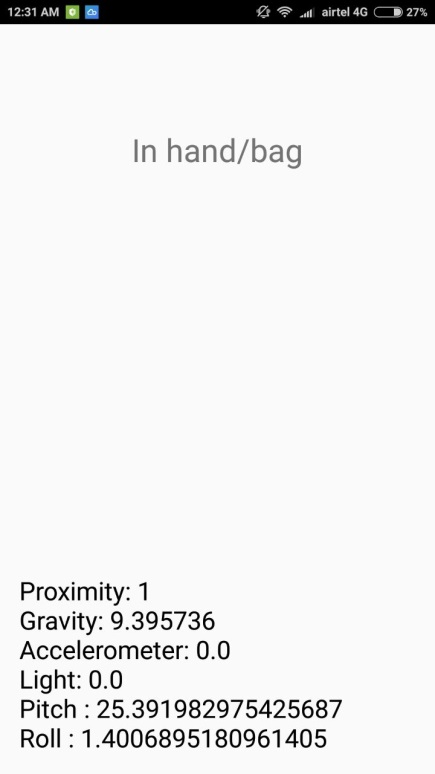 12:31 AM airtel 4G 27%
In hand/bag
Proximity: 1
Gravity: 9.395736
Accelerometer: 0.0
Light: 0.0
Pitch : 25.391982975425687
Roll : 1.4006895180961405